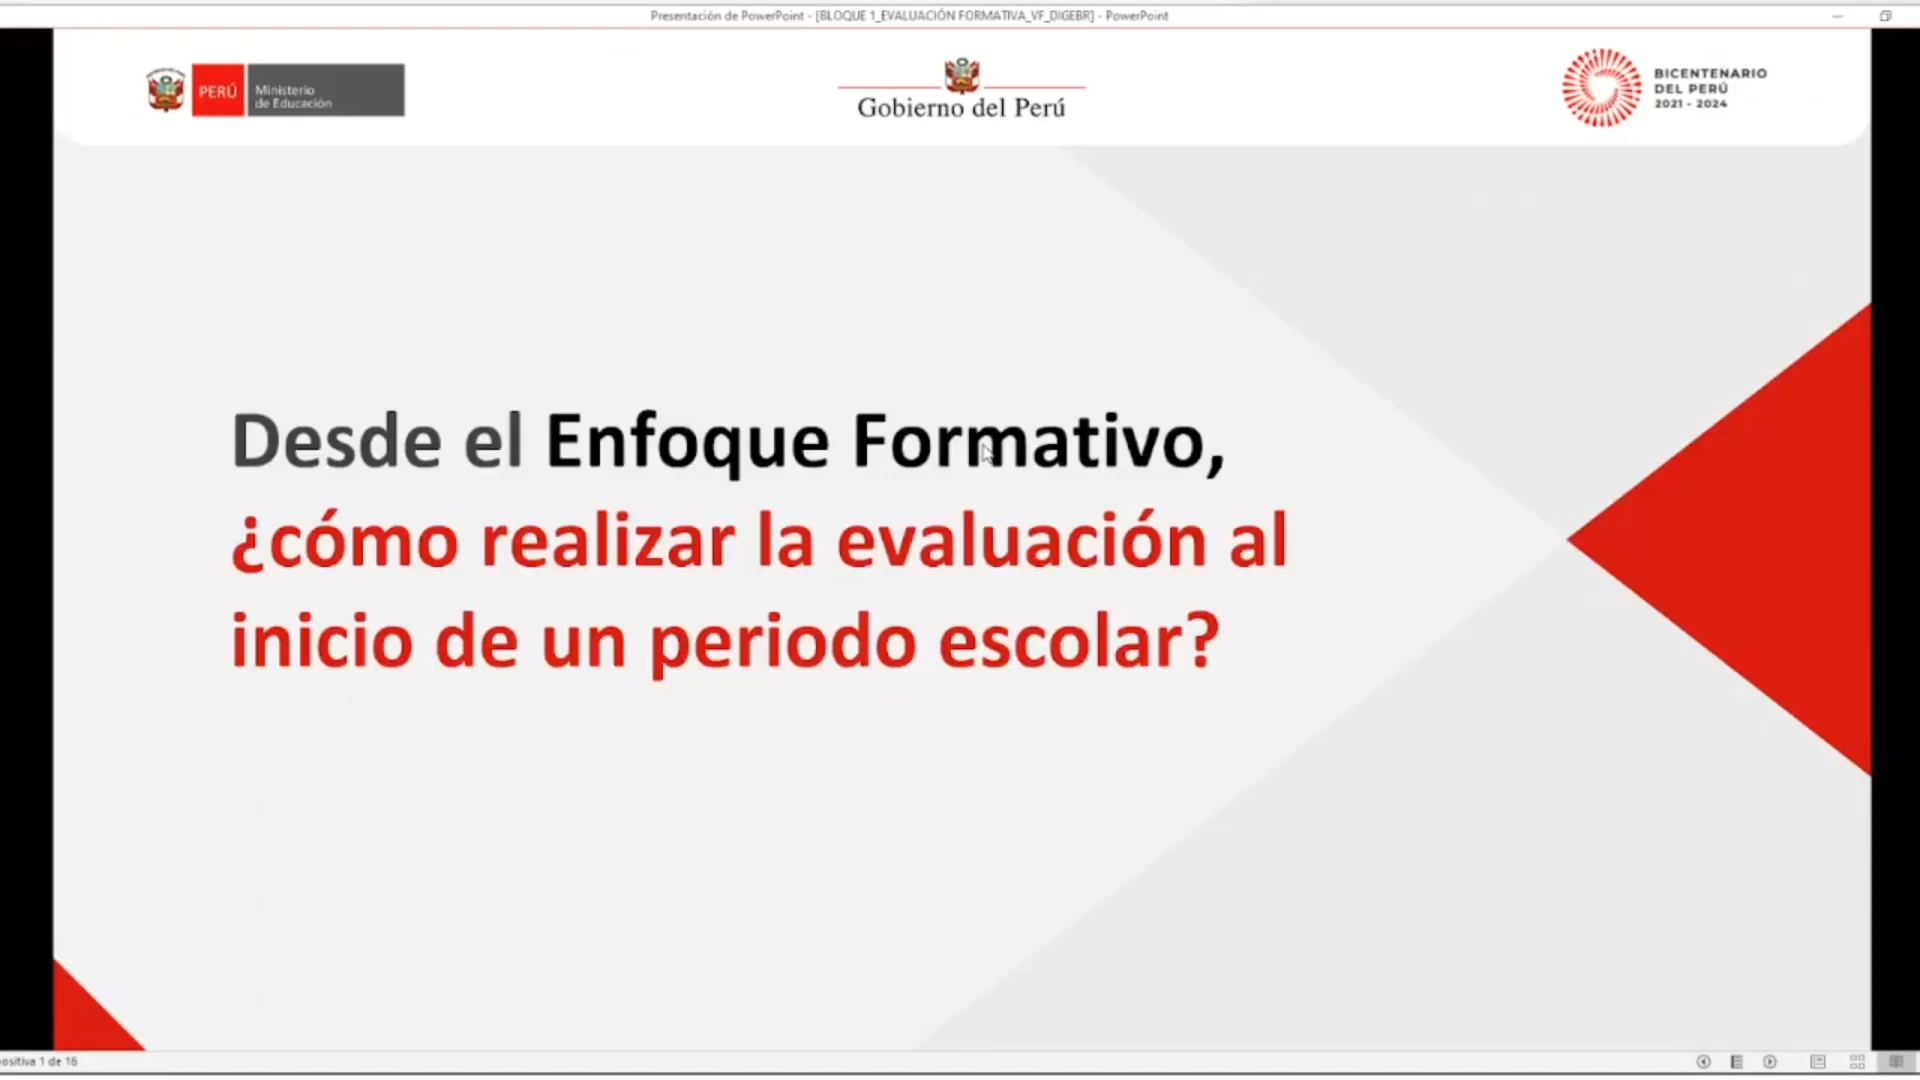 Presentación de PowerPoint - [BLOQUE 1_EVALUACIÓN FORMATIVA_VF_DIGEBR] - PowerPoint
PERÚ
Ministerio
de Educación
Gobierno del Perú
BICENTENARIO
DEL PERÚ
2021 - 2024
Desde el Enfoque Formativo,
¿cómo realizar la evaluación al
inicio de un periodo escolar?
ositiva 1 de 16